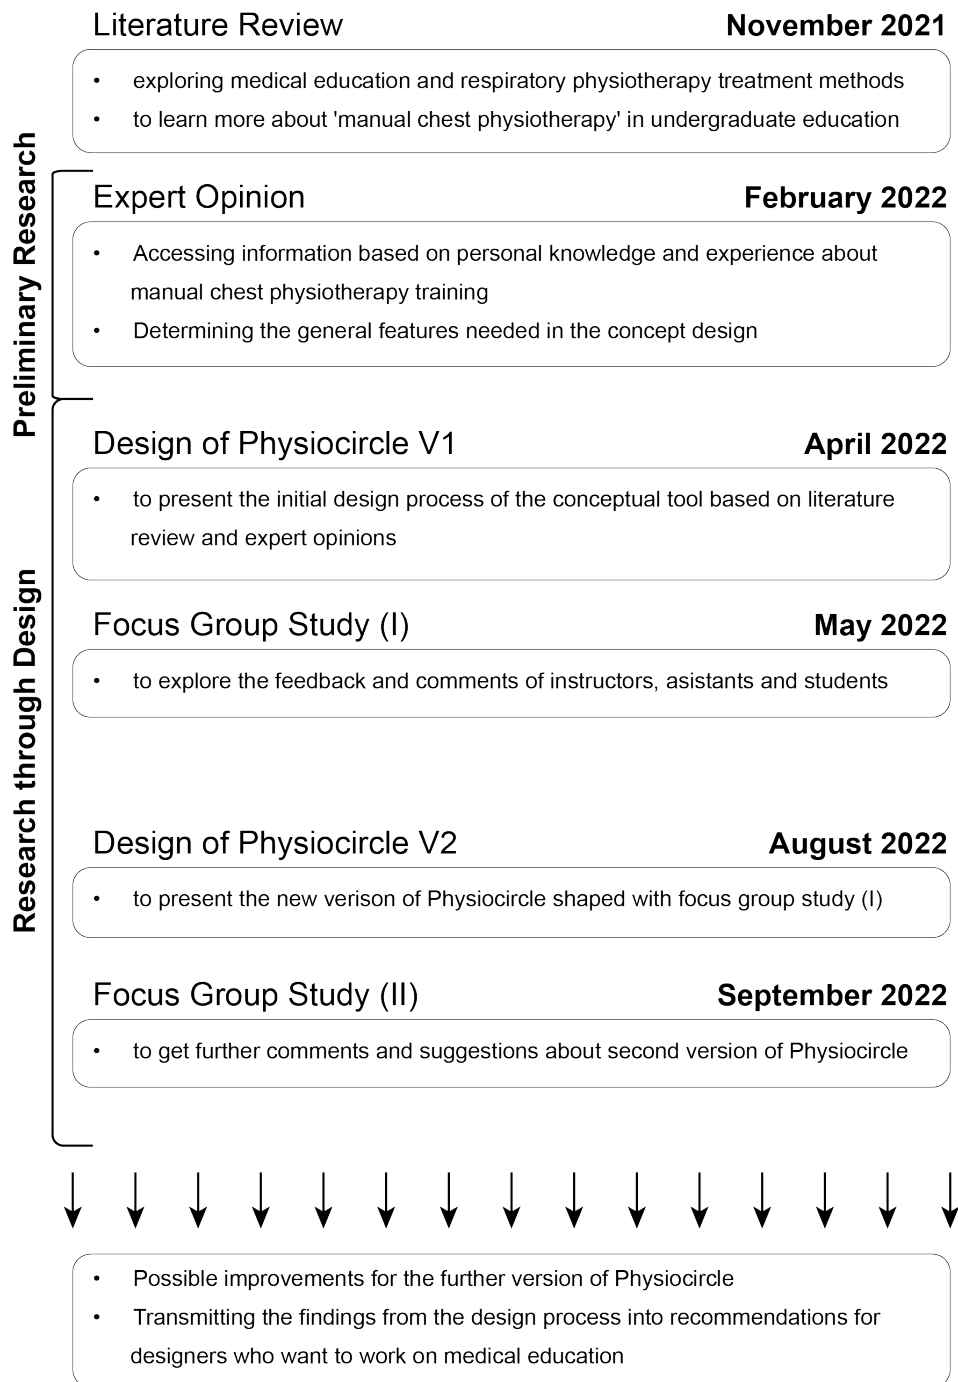 Literature Review November 2021
• exploring medical education and respiratory physiotherapy treatment methods
• to learn more about 'manual chest physiotherapy' in undergraduate education
Preliminary Research
Expert Opinion February 2022
• Accessing information based on personal knowledge and experience about
manual chest physiotherapy training
• Determining the general features needed in the concept design
Research through Design
Design of Physiocircle V1 April 2022
• to present the initial design process of the conceptual tool based on literature
review and expert opinions
Focus Group Study (I) May 2022
• to explore the feedback and comments of instructors, asistants and students
Design of Physiocircle V2 August 2022
• to present the new verison of Physiocircle shaped with focus group study (I)
Focus Group Study (II) September 2022
• to get further comments and suggestions about second version of Physiocircle
• Possible improvements for the further version of Physiocircle
• Transmitting the findings from the design process into recommendations for
designers who want to work on medical education